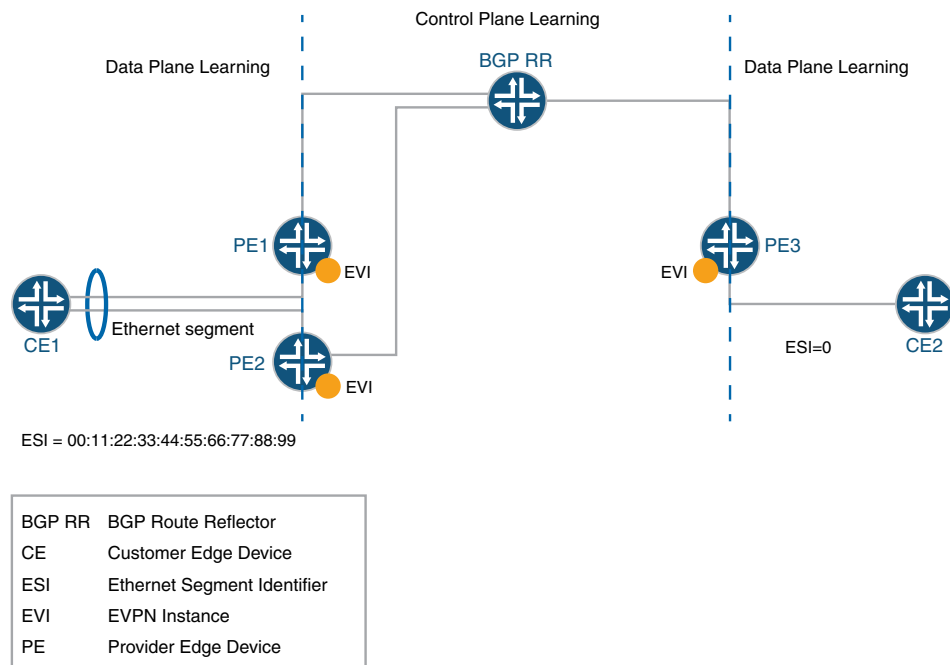 Control Plane Learning
Data Plane Learning
BGP RR
Data Plane Learning
PE1
PE3
EVI
EVI
Ethernet segment
CE1
PE2
ESI=0
CE2
EVI
ESI = 00:11:22:33:44:55:66:77:88:99
BGP RR BGP Route Reflector
CE Customer Edge Device
ESI Ethernet Segment Identifier
EVI EVPN Instance
PE Provider Edge Device